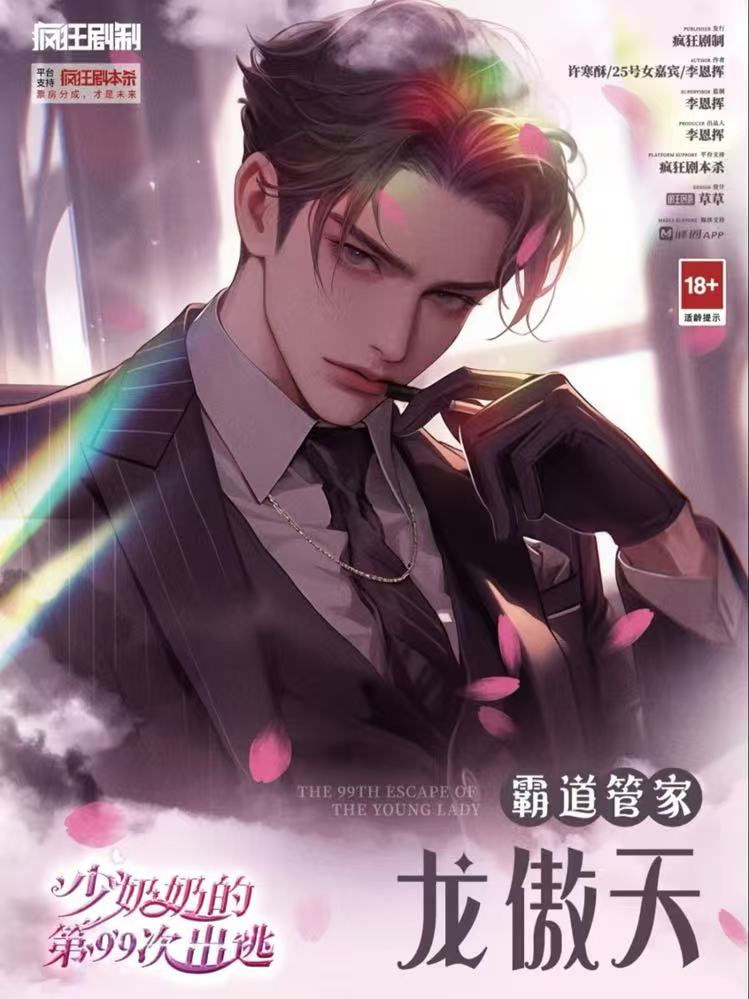 疯狂剧制
平台支持
疯狂剧本杀
票房分成，才是未来
PUBLISHER 发行
疯狂剧制
AUTHOR 作者
许寒酥/25号女嘉宾/李恩挥
SUPERVISOR 监制
李恩挥
PRODUCER 出品人
李恩挥
PLATFORM SUPPORT 平台支持
疯狂剧本杀
DESIGN 设计
疯狂剧制 草草
媒体支持
APP
18+
适龄提示
THE 99TH ESCAPE OF
THE YOUNG LADY
霸道管家
龙傲天
少奶奶的
第99次出逃